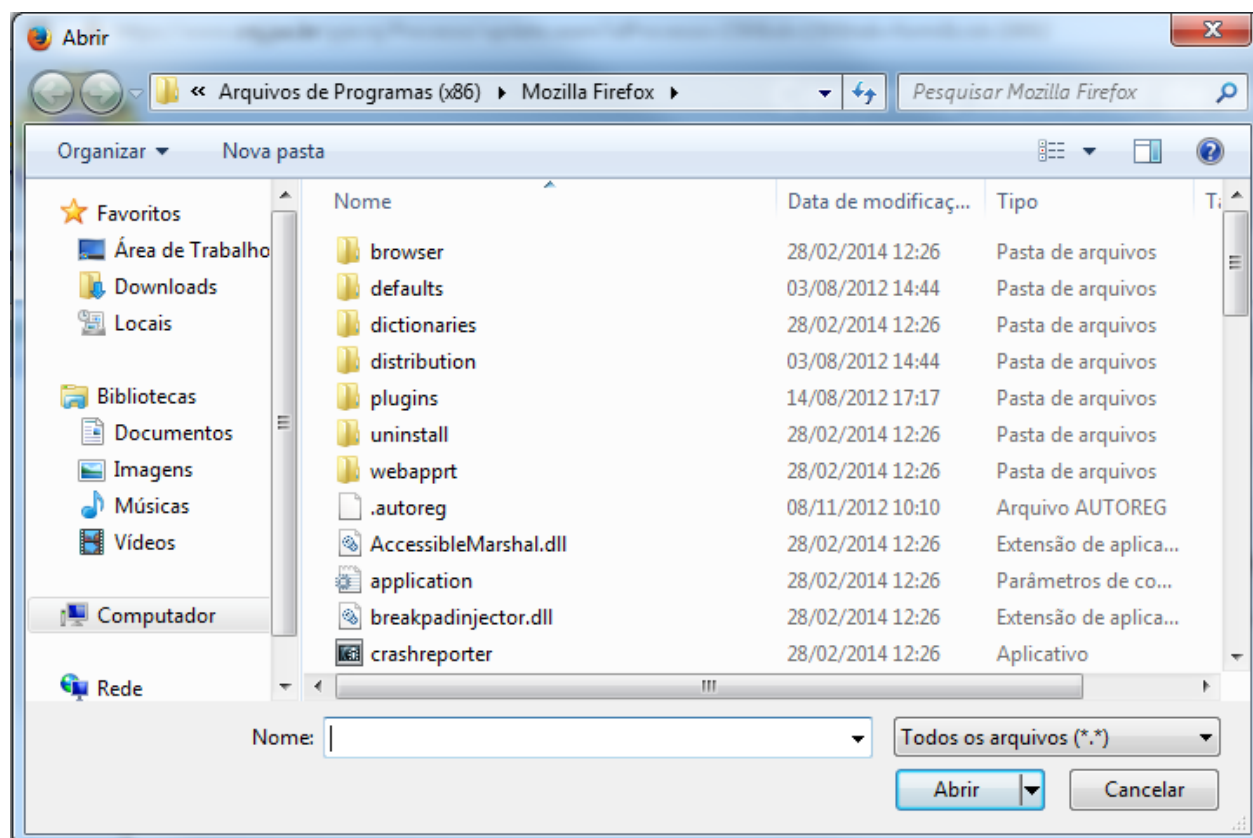 Abrir
« Arquivos de Programas (x86) Mozilla Firefox Pesquisar Mozilla Firefox
Organizar Nova pasta
Favoritos
Área de Trabalho
Downloads
Locais
Bibliotecas
Documentos
Imagens
Músicas
Vídeos
Computador
Rede
Nome Data de modificaç... Tipo
browser 28/02/2014 12:26 Pasta de arquivos
defaults 03/08/2012 14:44 Pasta de arquivos
dictionaries 28/02/2014 12:26 Pasta de arquivos
distribution 03/08/2012 14:44 Pasta de arquivos
plugins 14/08/2012 17:17 Pasta de arquivos
uninstall 28/02/2014 12:26 Pasta de arquivos
webapprt 28/02/2014 12:26 Pasta de arquivos
.autoreg 08/11/2012 10:10 Arquivo AUTOREG
AccessibleMarshal.dll 28/02/2014 12:26 Extensão de aplica...
application 28/02/2014 12:26 Parâmetros de co...
breakpadinjector.dll 28/02/2014 12:26 Extensão de aplica...
crashreporter 28/02/2014 12:26 Aplicativo
Nome: Todos os arquivos (*.*)
Abrir Cancelar